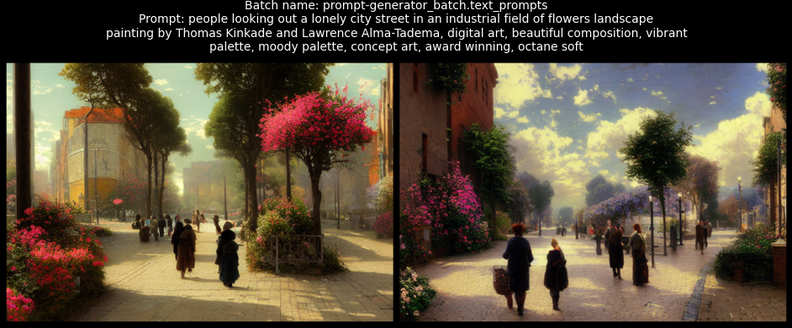 Batch name: prompt-generator_batch.text_prompts
Prompt: people looking out a lonely city street in an industrial field of flowers landscape
painting by Thomas Kinkade and Lawrence Alma-Tadema, digital art, beautiful composition, vibrant
palette, moody palette, concept art, award winning, octane soft